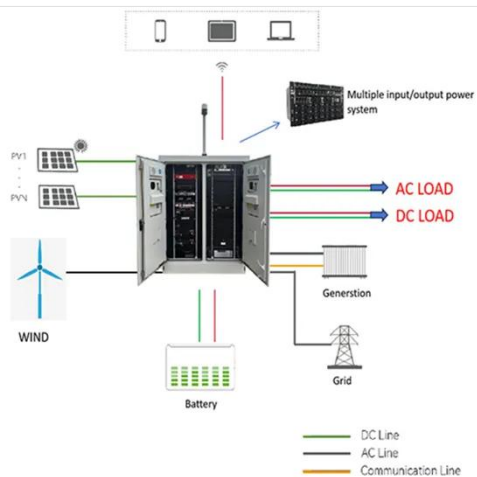 Multiple input/output power
system
PV1
PVN
AC LOAD
DC LOAD
Generstion
WIND
Grid
Battery
DC Line
AC Line
Communication Line